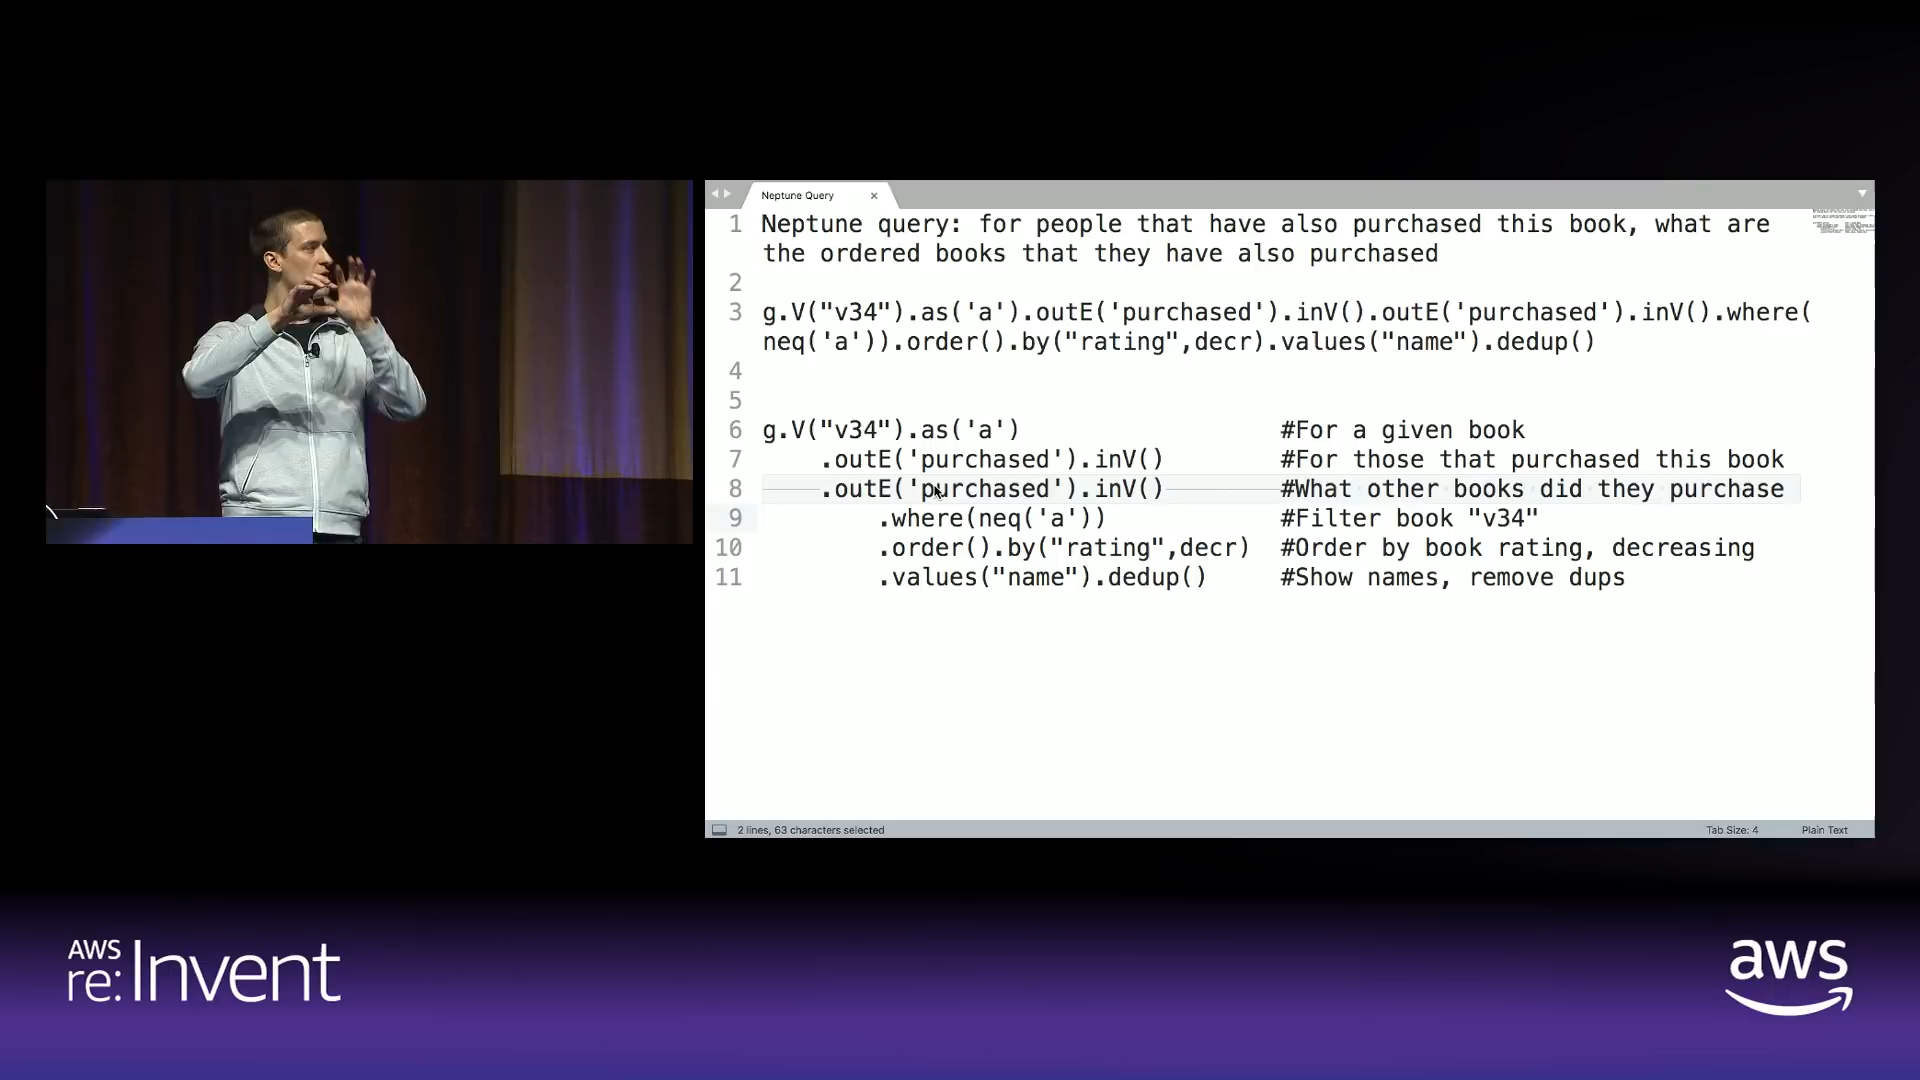 Neptune Query ×
1 Neptune query: for people that have also purchased this book, what are
the ordered books that they have also purchased
2
3 g.V("v34").as('a').outE('purchased').inV().outE('purchased').inV().where(
neq('a')).order().by("rating",decr).values("name").dedup()
4
5
6 g.V("v34").as('a') #For a given book
7 .outE('purchased').inV() #For those that purchased this book
8 .outE('purchased').inV() #What other books did they purchase
9 .where(neq('a')) #Filter book "v34"
10 .order().by("rating",decr) #Order by book rating, decreasing
11 .values("name").dedup() #Show names, remove dups
2 lines, 63 characters selected Tab Size: 4 Plain Text
AWS
re:Invent
aws